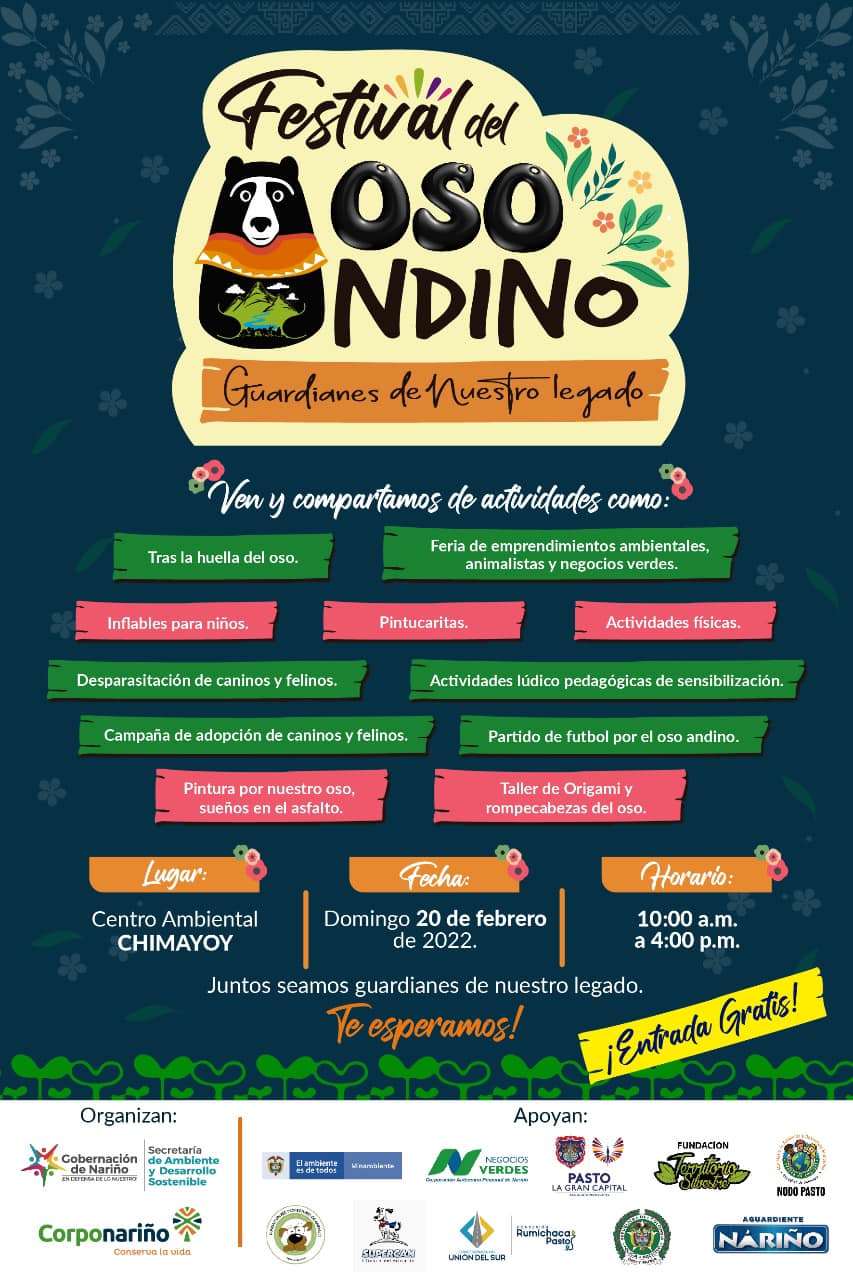 Festival del
OSO
ANDINO
Guardianes de Nuestro legado
Ven y compartamos de actividades como:
Tras la huella del oso.
Feria de emprendimientos ambientales,
animalistas y negocios verdes.
Inflables para niños.
Pintucaritas.
Actividades físicas.
Desparasitación de caninos y felinos.
Actividades lúdico pedagógicas de sensibilización.
Campaña de adopción de caninos y felinos.
Partido de futbol por el oso andino.
Pintura por nuestro oso,
sueños en el asfalto.
Taller de Origami y
rompecabezas del oso.
Lugar:
Centro Ambiental
CHIMAYOY
Fecha:
Domingo 20 de febrero
de 2022.
Horario:
10:00 a.m.
a 4:00 p.m.
Juntos seamos guardianes de nuestro legado.
Te esperamos!
¡Entrada Gratis!
Organizan:
Gobernación
de Nariño
EN DEFENSA DE LO NUESTRO
Secretaría
de Ambiente
y Desarrollo
Sostenible
Corponariño
Conserva la vida
Apoyan:
El ambiente
es de todos
Minambiente
NEGOCIOS
VERDES
Corporación Autónoma Regional de Nariño
PASTO
LA GRAN CAPITAL
FUNDACION
Territorio
Silvestre
NODO PASTO
SUPERCAN
UNIÓN DEL SUR
Rumichaca
Pasto
AGUARDIENTE
NARIÑO